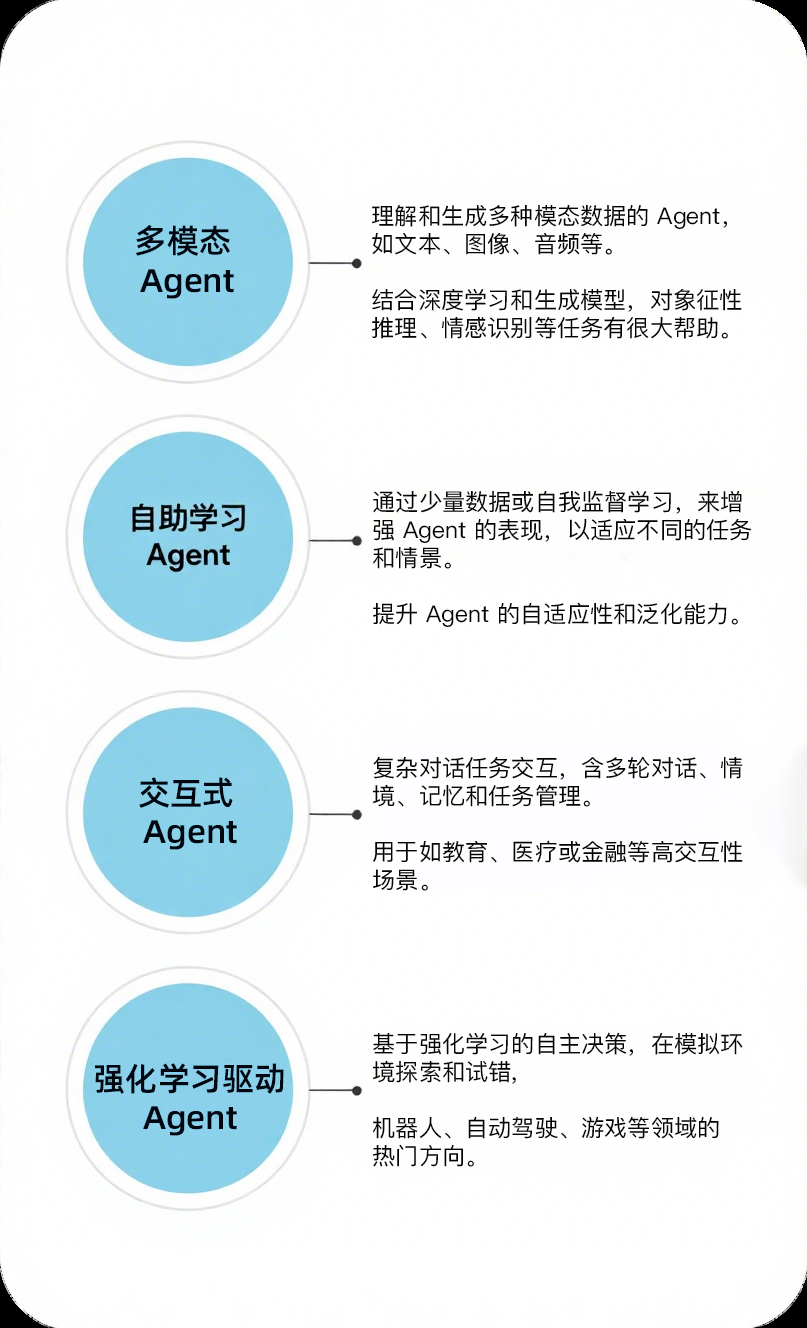 多模态
Agent
理解和生成多种模态数据的 Agent，
如文本、图像、音频等。
结合深度学习和生成模型，对象征性
推理、情感识别等任务有很大帮助。
自助学习
Agent
通过少量数据或自我监督学习，来增
强 Agent 的表现，以适应不同的任务
和情景。
提升 Agent 的自适应性和泛化能力。
交互式
Agent
复杂对话任务交互，含多轮对话、情
境、记忆和任务管理。
用于如教育、医疗或金融等高交互性
场景。
强化学习驱动
Agent
基于强化学习的自主决策，在模拟环
境探索和试错,
机器人、自动驾驶、游戏等领域的
热门方向。